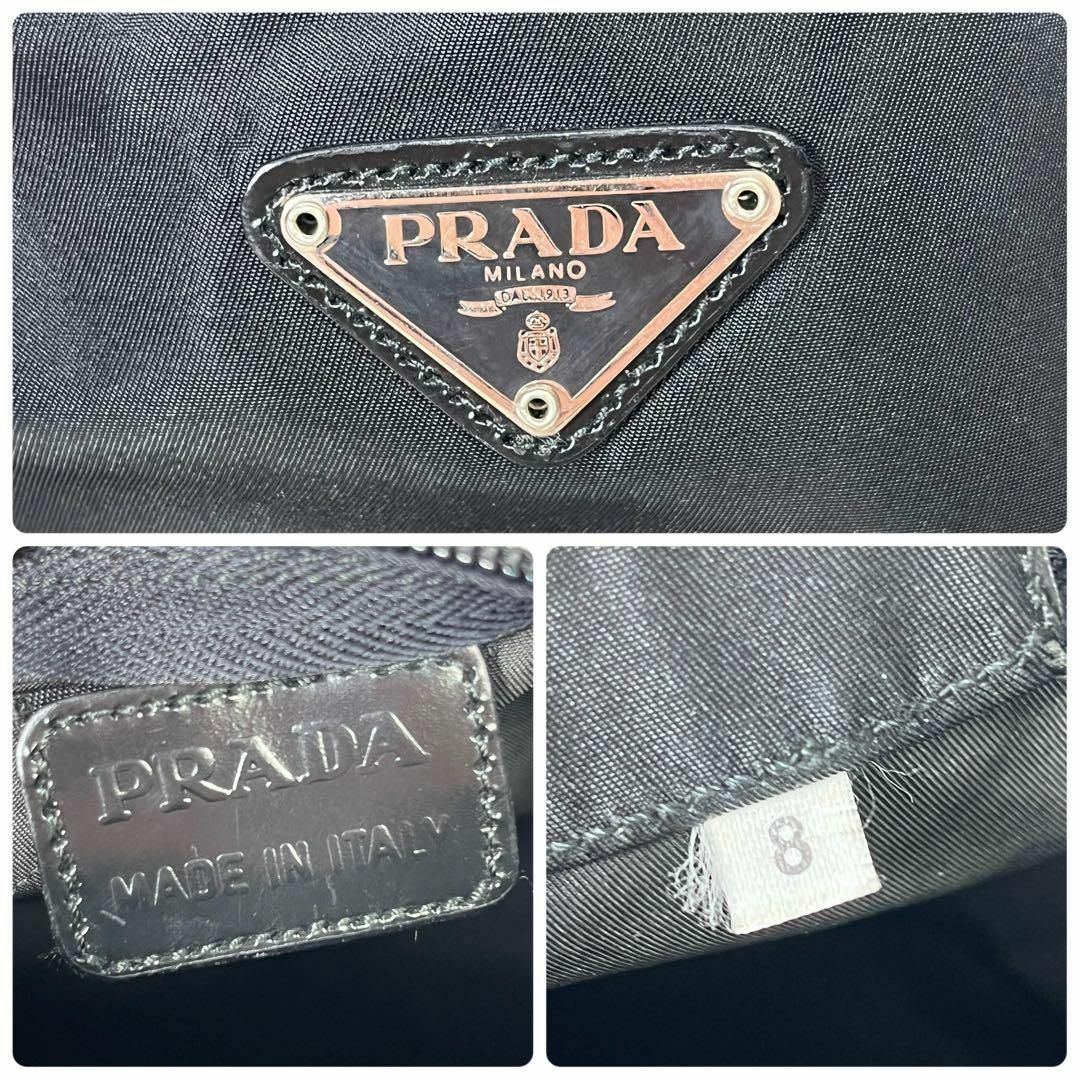 PRADA
MILANO
DAL 1913
PRADA
MADE IN ITALY
8